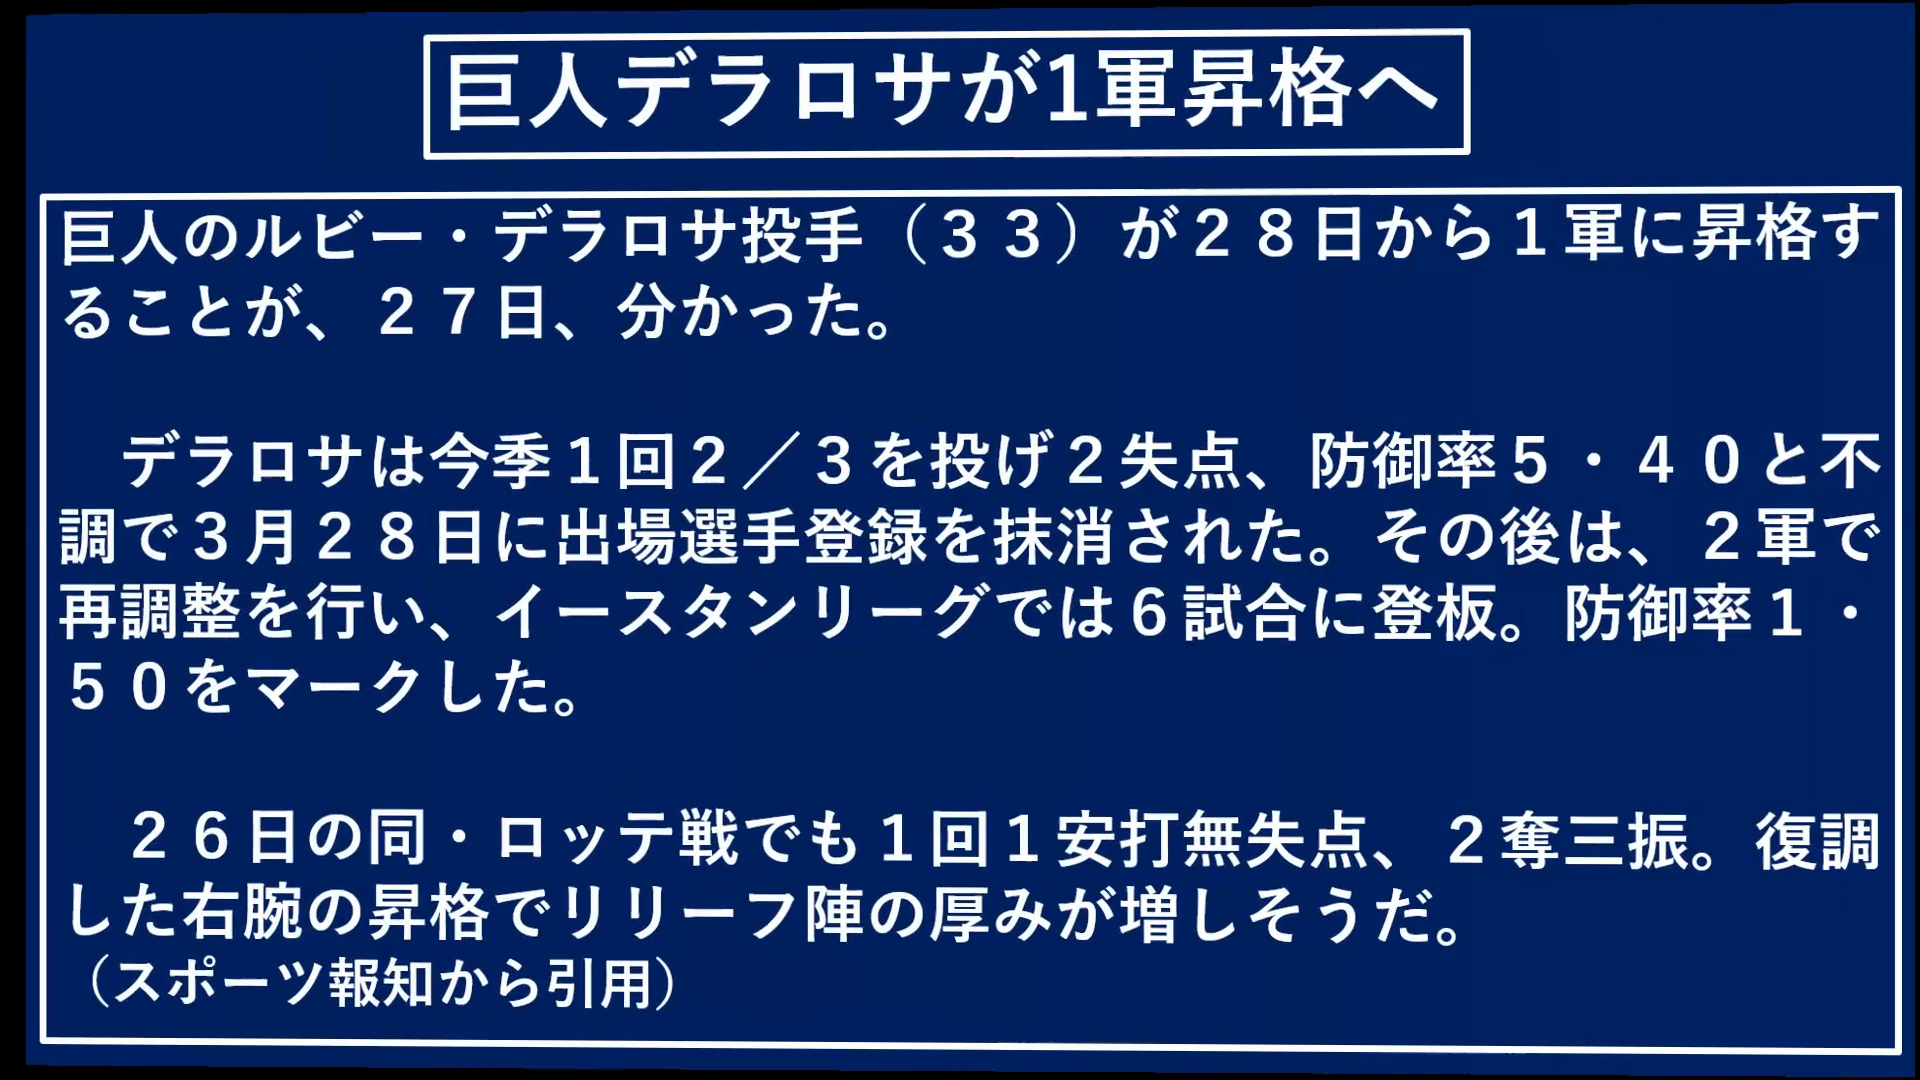 巨人デラロサが1軍昇格へ
巨人のルビー・デラロサ投手（３３）が２８日から１軍に昇格す
ることが、２７日、分かった。
　デラロサは今季１回２／３を投げ２失点、防御率５・４０と不
調で３月２８日に出場選手登録を抹消された。その後は、２軍で
再調整を行い、イースタンリーグでは６試合に登板。防御率１・
５０をマークした。
　２６日の同・ロッテ戦でも１回１安打無失点、２奪三振。復調
した右腕の昇格でリリーフ陣の厚みが増しそうだ。
（スポーツ報知から引用）